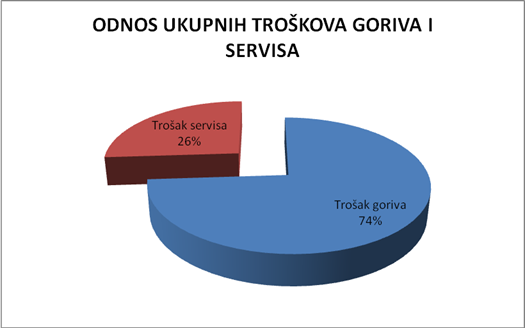 ODNOS UKUPNIH TROŠKOVA GORIVA I
SERVISA
Trošak servisa
26%
Trošak goriva
74%